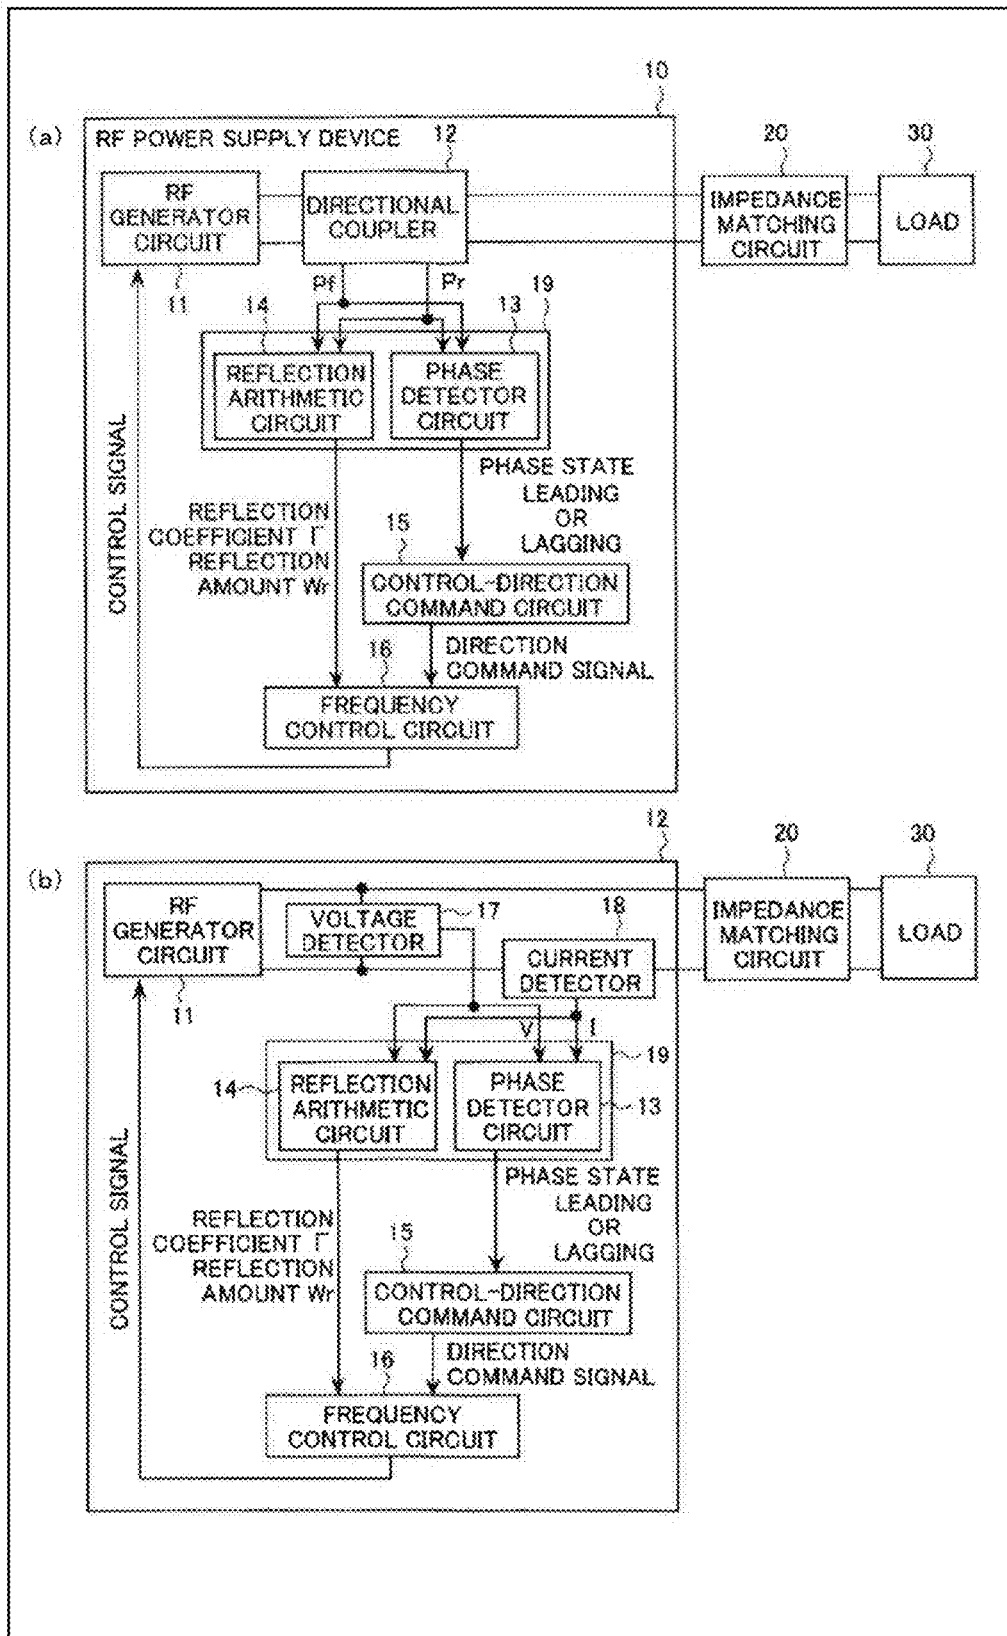 10
(a)
RF POWER SUPPLY DEVICE
12
20
30
RF
GENERATOR
CIRCUIT
DIRECTIONAL
COUPLER
IMPEDANCE
MATCHING
CIRCUIT
LOAD
11
Pf
Pr
14
13
19
REFLECTION
ARITHMETIC
CIRCUIT
PHASE
DETECTOR
CIRCUIT
CONTROL SIGNAL
PHASE STATE
LEADING
OR
LAGGING
REFLECTION
COEFFICIENT Γ
REFLECTION
AMOUNT Wr
15
CONTROL-DIRECTION
COMMAND CIRCUIT
16
DIRECTION
COMMAND SIGNAL
FREQUENCY
CONTROL CIRCUIT
12
20
30
(b)
RF
GENERATOR
CIRCUIT
VOLTAGE
DETECTOR
17
18
CURRENT
DETECTOR
IMPEDANCE
MATCHING
CIRCUIT
LOAD
11
V
I
19
14
REFLECTION
ARITHMETIC
CIRCUIT
PHASE
DETECTOR
CIRCUIT
13
CONTROL SIGNAL
PHASE STATE
LEADING
OR
LAGGING
REFLECTION
COEFFICIENT Γ
REFLECTION
AMOUNT Wr
15
CONTROL-DIRECTION
COMMAND CIRCUIT
16
DIRECTION
COMMAND SIGNAL
FREQUENCY
CONTROL CIRCUIT